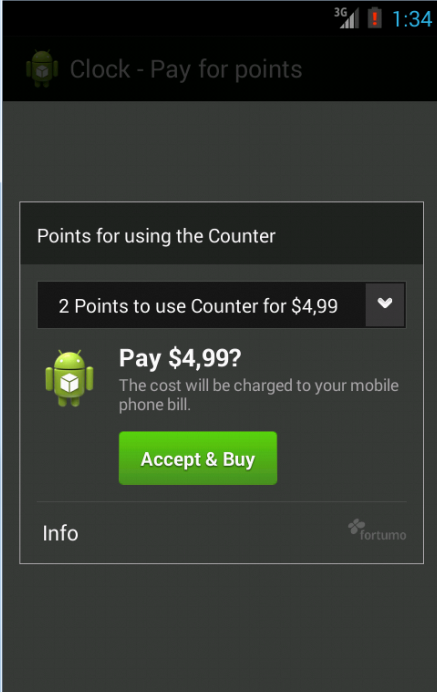 3G 1:34
Clock - Pay for points
Points for using the Counter
2 Points to use Counter for $4,99
Pay $4,99?
The cost will be charged to your mobile
phone bill.
Accept & Buy
Info
fortumo